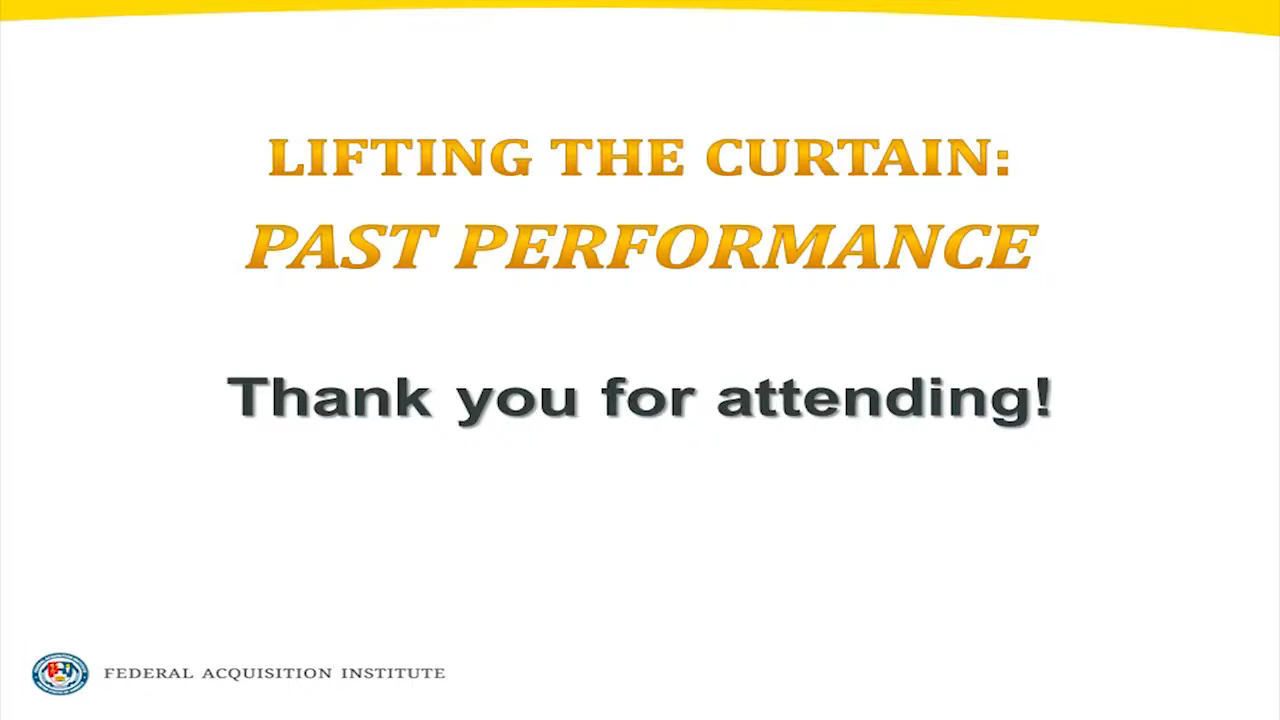 LIFTING THE CURTAIN:
PAST PERFORMANCE
Thank you for attending!
FEDERAL ACQUISITION INSTITUTE